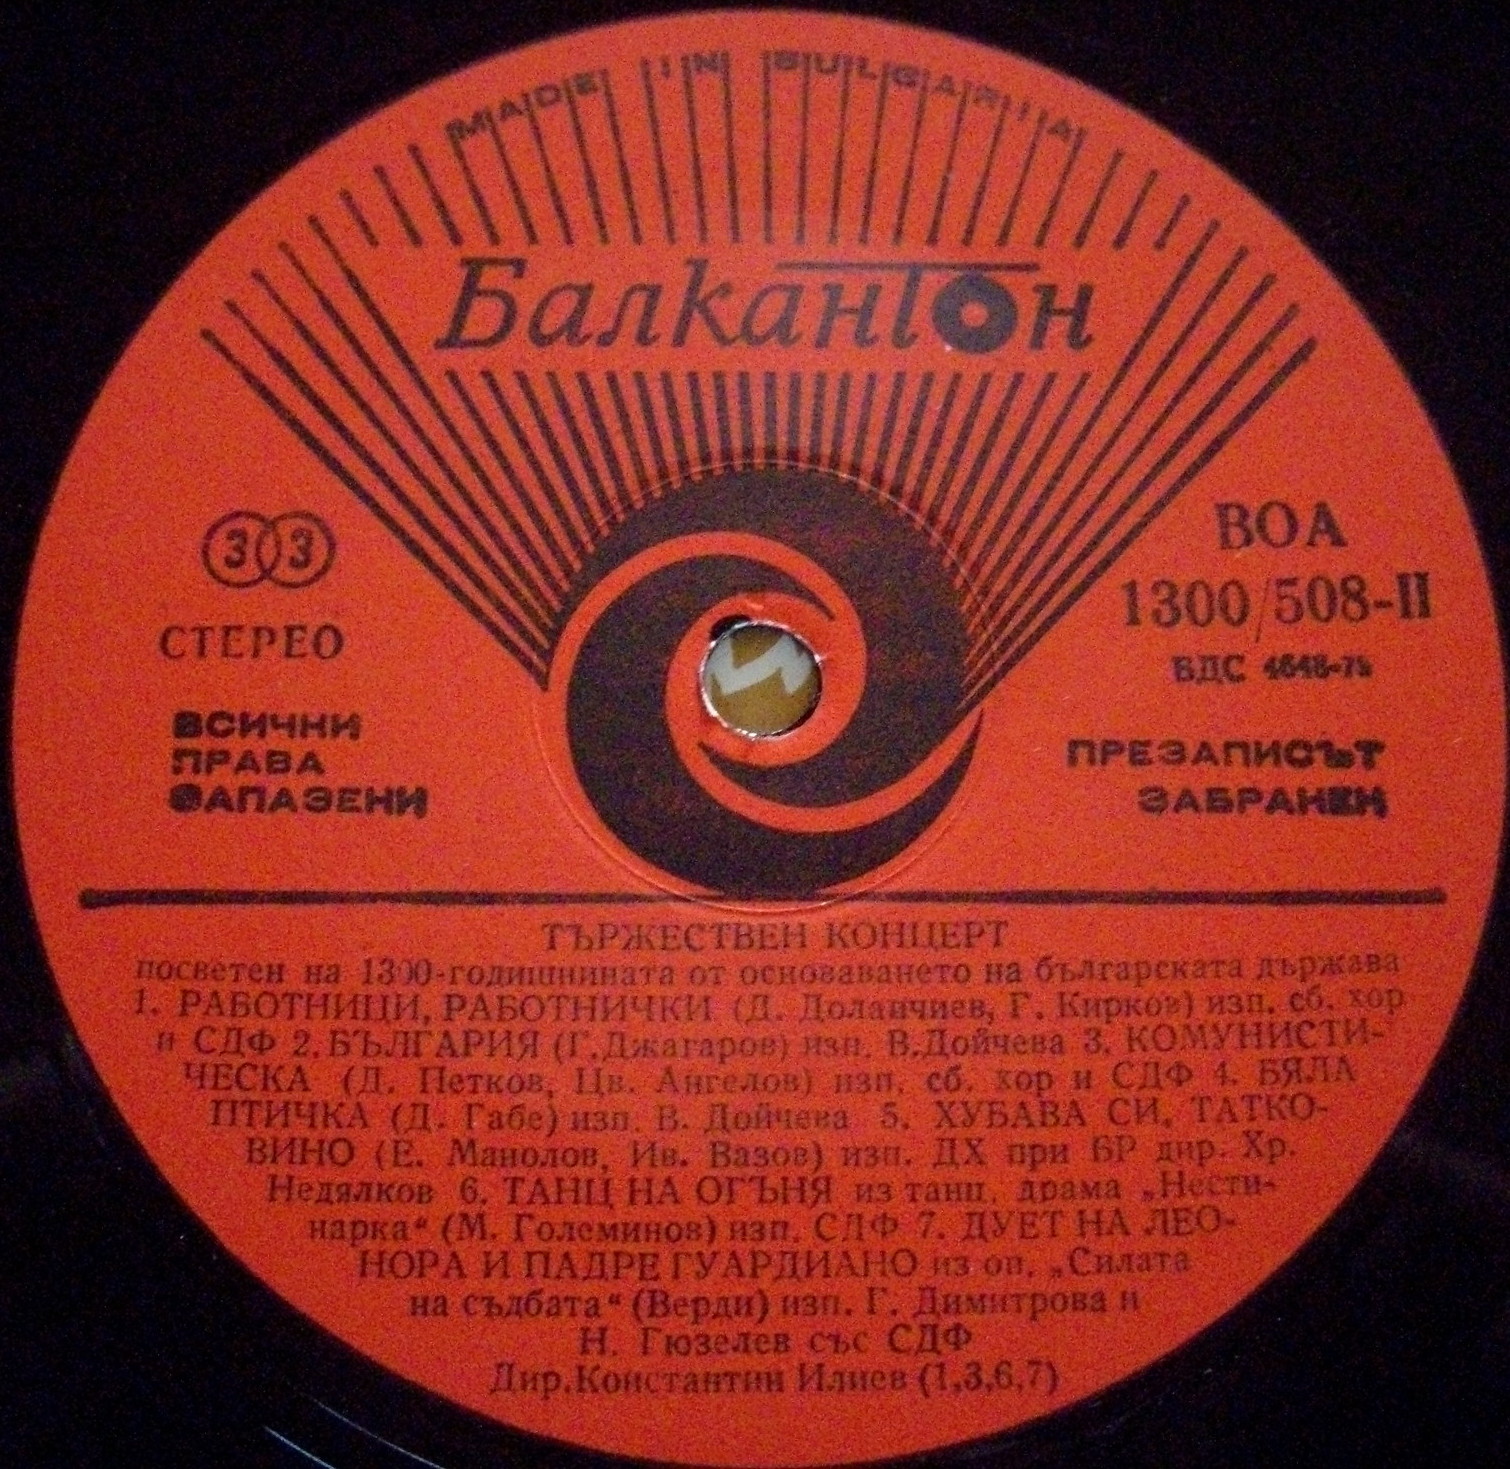 MADE IN BULGARIA
Балкантон
33
СТЕРЕО
ВСИЧКИ
ПРАВА
ЗАПАЗЕНИ
ВОА
1300/508-II
ВДС 4648-75
ПРЕЗАПИСЪТ
ЗАБРАНЕН
ТЪРЖЕСТВЕН КОНЦЕРТ
посветен на 1300-годишнината от основаването на българската държава
1. РАБОТНИЦИ, РАБОТНИЧКИ (Д. Доланчиев, Г. Кирков) изп. сб. хор
и СДФ 2. БЪЛГАРИЯ (Г.Джагаров) изп. В.Дойчева 3. КОМУНИСТИ-
ЧЕСКА (Д. Петков, Цв. Ангелов) изп. сб. хор и СДФ 4. БЯЛА
ПТИЧКА (Д. Габе) изп. В. Дойчева 5. ХУБАВА СИ, ТАТКО-
ВИНО (Е. Манолов, Ив. Вазов) изп. ДХ при БР дир. Хр.
Недялков 6. ТАНЦ НА ОГЪНЯ из танц. драма „Нести-
нарка“ (М. Големинов) изп. СДФ 7. ДУЕТ НА ЛЕО-
НОРА И ПАДРЕ ГУАРДИАНО из оп. „Силата
на съдбата“ (Верди) изп. Г. Димитрова и
Н. Гюзелев със СДФ
Дир.Константин Илиев (1,3,6,7)